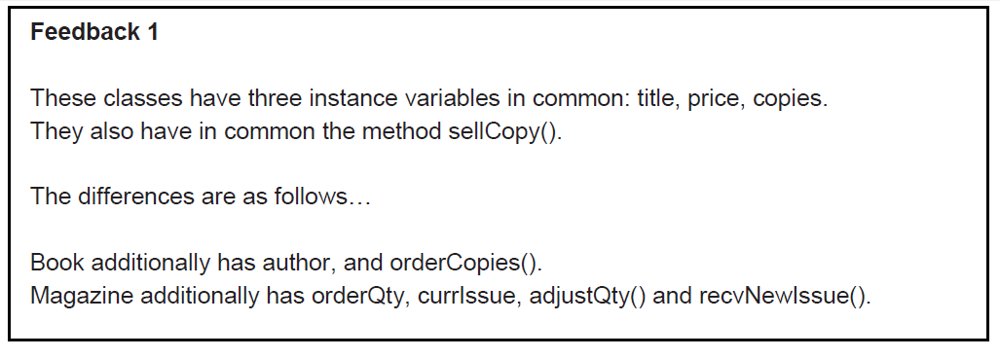 Feedback 1
These classes have three instance variables in common: title, price, copies.
They also have in common the method sellCopy().
The differences are as follows…
Book additionally has author, and orderCopies().
Magazine additionally has orderQty, currIssue, adjustQty() and recvNewIssue().